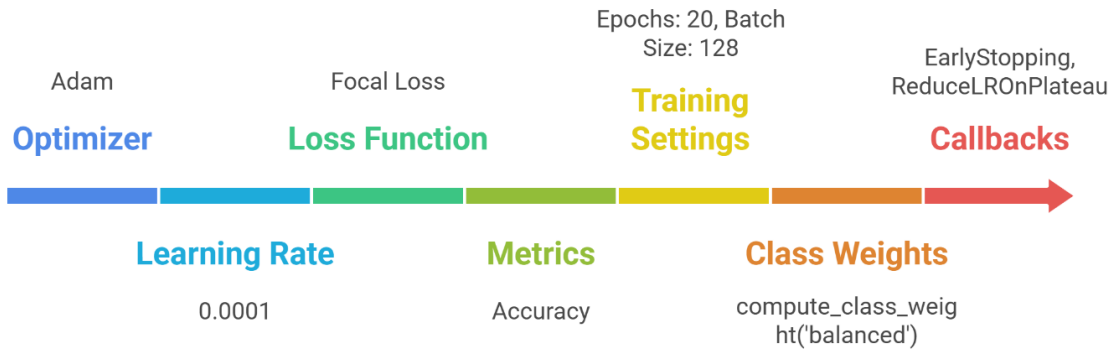 Epochs: 20, Batch
Size: 128
EarlyStopping,
ReduceLROnPlateau
Adam
Focal Loss
Training
Settings
Optimizer
Loss Function
Callbacks
Learning Rate
Metrics
Class Weights
0.0001
Accuracy
compute_class_weig
ht('balanced')